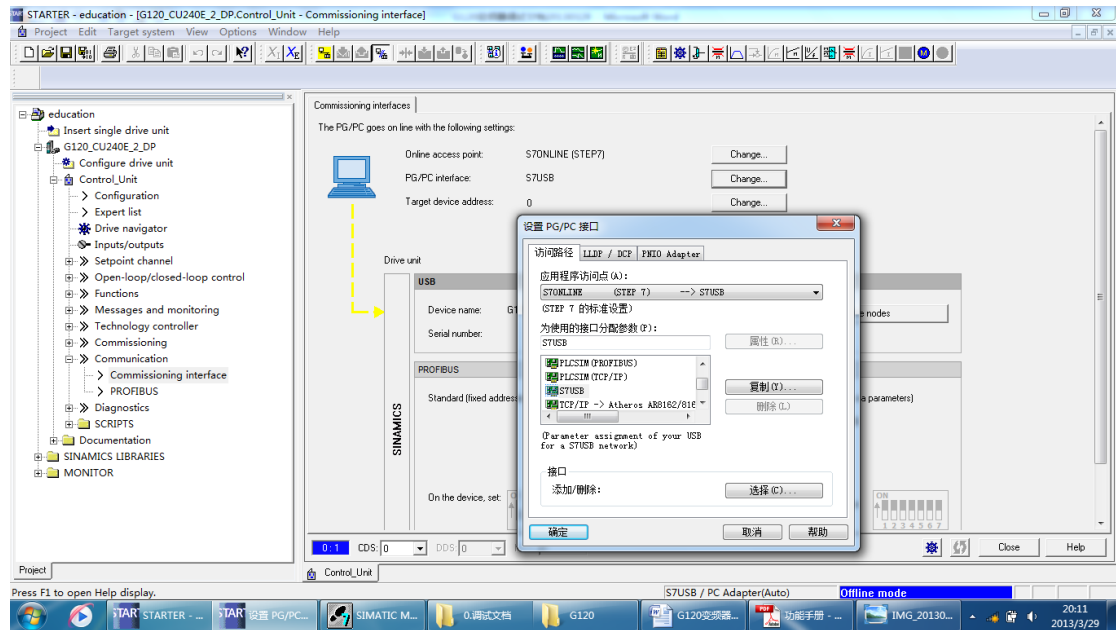 STARTER - education - [G120_CU240E_2_DP.Control_Unit - Commissioning interface]
Project Edit Target system View Options Window Help
Commissioning interfaces
The PG/PC goes on line with the following settings:
Online access point: S7ONLINE (STEP7) Change...
PG/PC interface: S7USB Change...
Target device address: 0 Change...
education
Insert single drive unit
G120_CU240E_2_DP
Configure drive unit
Control_Unit
Configuration
Expert list
Drive navigator
Inputs/outputs
Setpoint channel
Open-loop/closed-loop control
Functions
Messages and monitoring
Technology controller
Commissioning
Communication
Commissioning interface
PROFIBUS
Diagnostics
SCRIPTS
Documentation
SINAMICS LIBRARIES
MONITOR
Drive unit
USB
Device name: G1
Serial number:
e nodes
PROFIBUS
Standard (fixed address
a parameters)
SINAMICS
On the device, set:
ON
1 2 3 4 5 6 7
设置 PG/PC 接口
访问路径 LLDP / DCP PNIO Adapter
应用程序访问点(A):
S7ONLINE (STEP 7) --> S7USB
(STEP 7 的标准设置)
为使用的接口分配参数(P):
S7USB
属性(R)...
PLCSIM(PROFIBUS)
PLCSIM(TCP/IP)
S7USB
TCP/IP -> Atheros AR8162/816
复制(Y)...
删除(L)
(Parameter assignment of your USB
for a S7USB network)
接口
添加/删除:
选择(C)...
确定 取消 帮助
0: 1 CDS: 0 DDS: 0
Close Help
Project
Control_Unit
Press F1 to open Help display.
S7USB / PC Adapter(Auto)
Offline mode
STARTER - ...
设置 PG/PC...
SIMATIC M...
0.调试文档
G120
G120变频器...
功能手册 - ...
IMG_20130...
20:11
2013/3/29